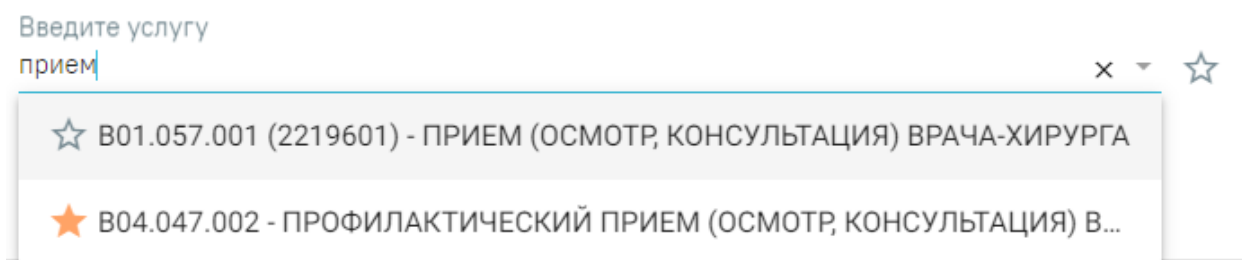 Введите услугу
прием
B01.057.001 (2219601) - ПРИЕМ (ОСМОТР, КОНСУЛЬТАЦИЯ) ВРАЧА-ХИРУРГА
B04.047.002 - ПРОФИЛАКТИЧЕСКИЙ ПРИЕМ (ОСМОТР, КОНСУЛЬТАЦИЯ) В...